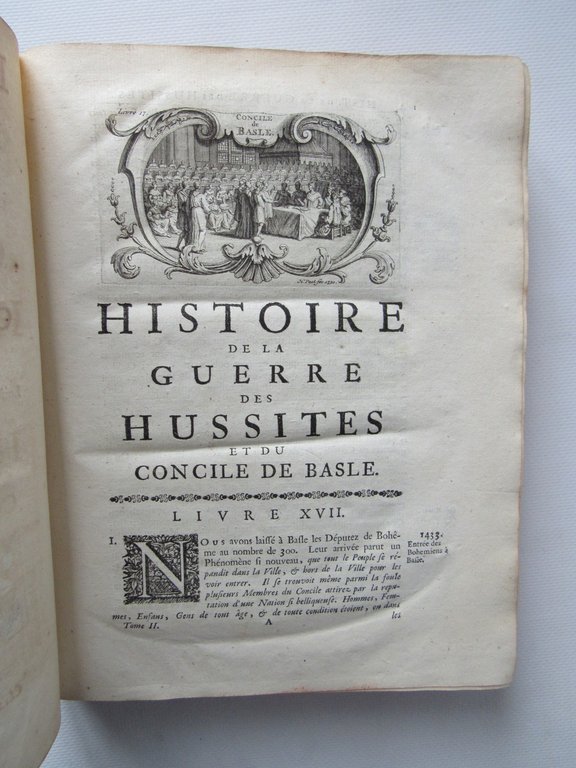 Livre 17.
1
CONCILE
de
BASLE.
HISTOIRE
DE LA
GUERRE
DES
HUSSITES
ET DU
CONCILE DE BASLE.
LIVRE XVII.
I. NOUS avons laissé à Basle les Députez de Bohê-
me au nombre de 300. Leur arrivée parut un
Phénomène si nouveau, que tout le Peuple se ré-
pandit dans la Ville, & hors de la Ville pour les
voir entrer. Il se trouvoit même parmi la foule
plusieurs Membres du Concile attirez par la repu-
tation d'une Nation si belliqueuse. Hommes, Fem-
mes, Enfans, Gens de tout âge, & de toute condition étoient, en dans
1433.
Entrée des
Bohemiens à
Basle.
Tome II. A les